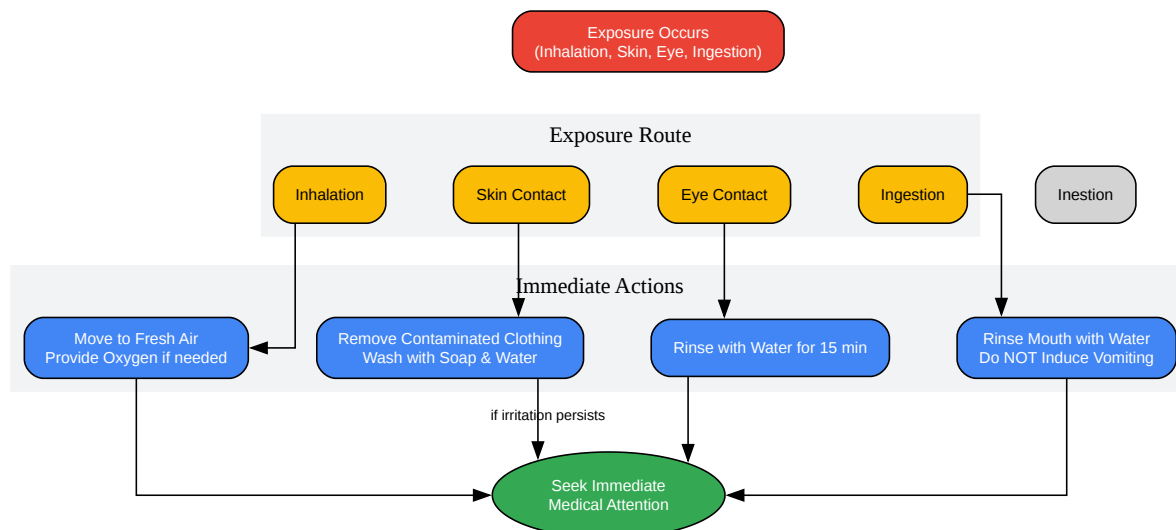 Exposure Occurs
(Inhalation, Skin, Eye, Ingestion)
Exposure Route
Inhalation
Skin Contact
Eye Contact
Ingestion
Inestion
Immediate Actions
Move to Fresh Air
Provide Oxygen if needed
Remove Contaminated Clothing
Wash with Soap & Water
Rinse with Water for 15 min
Rinse Mouth with Water
Do NOT Induce Vomiting
if irritation persists
Seek Immediate
Medical Attention